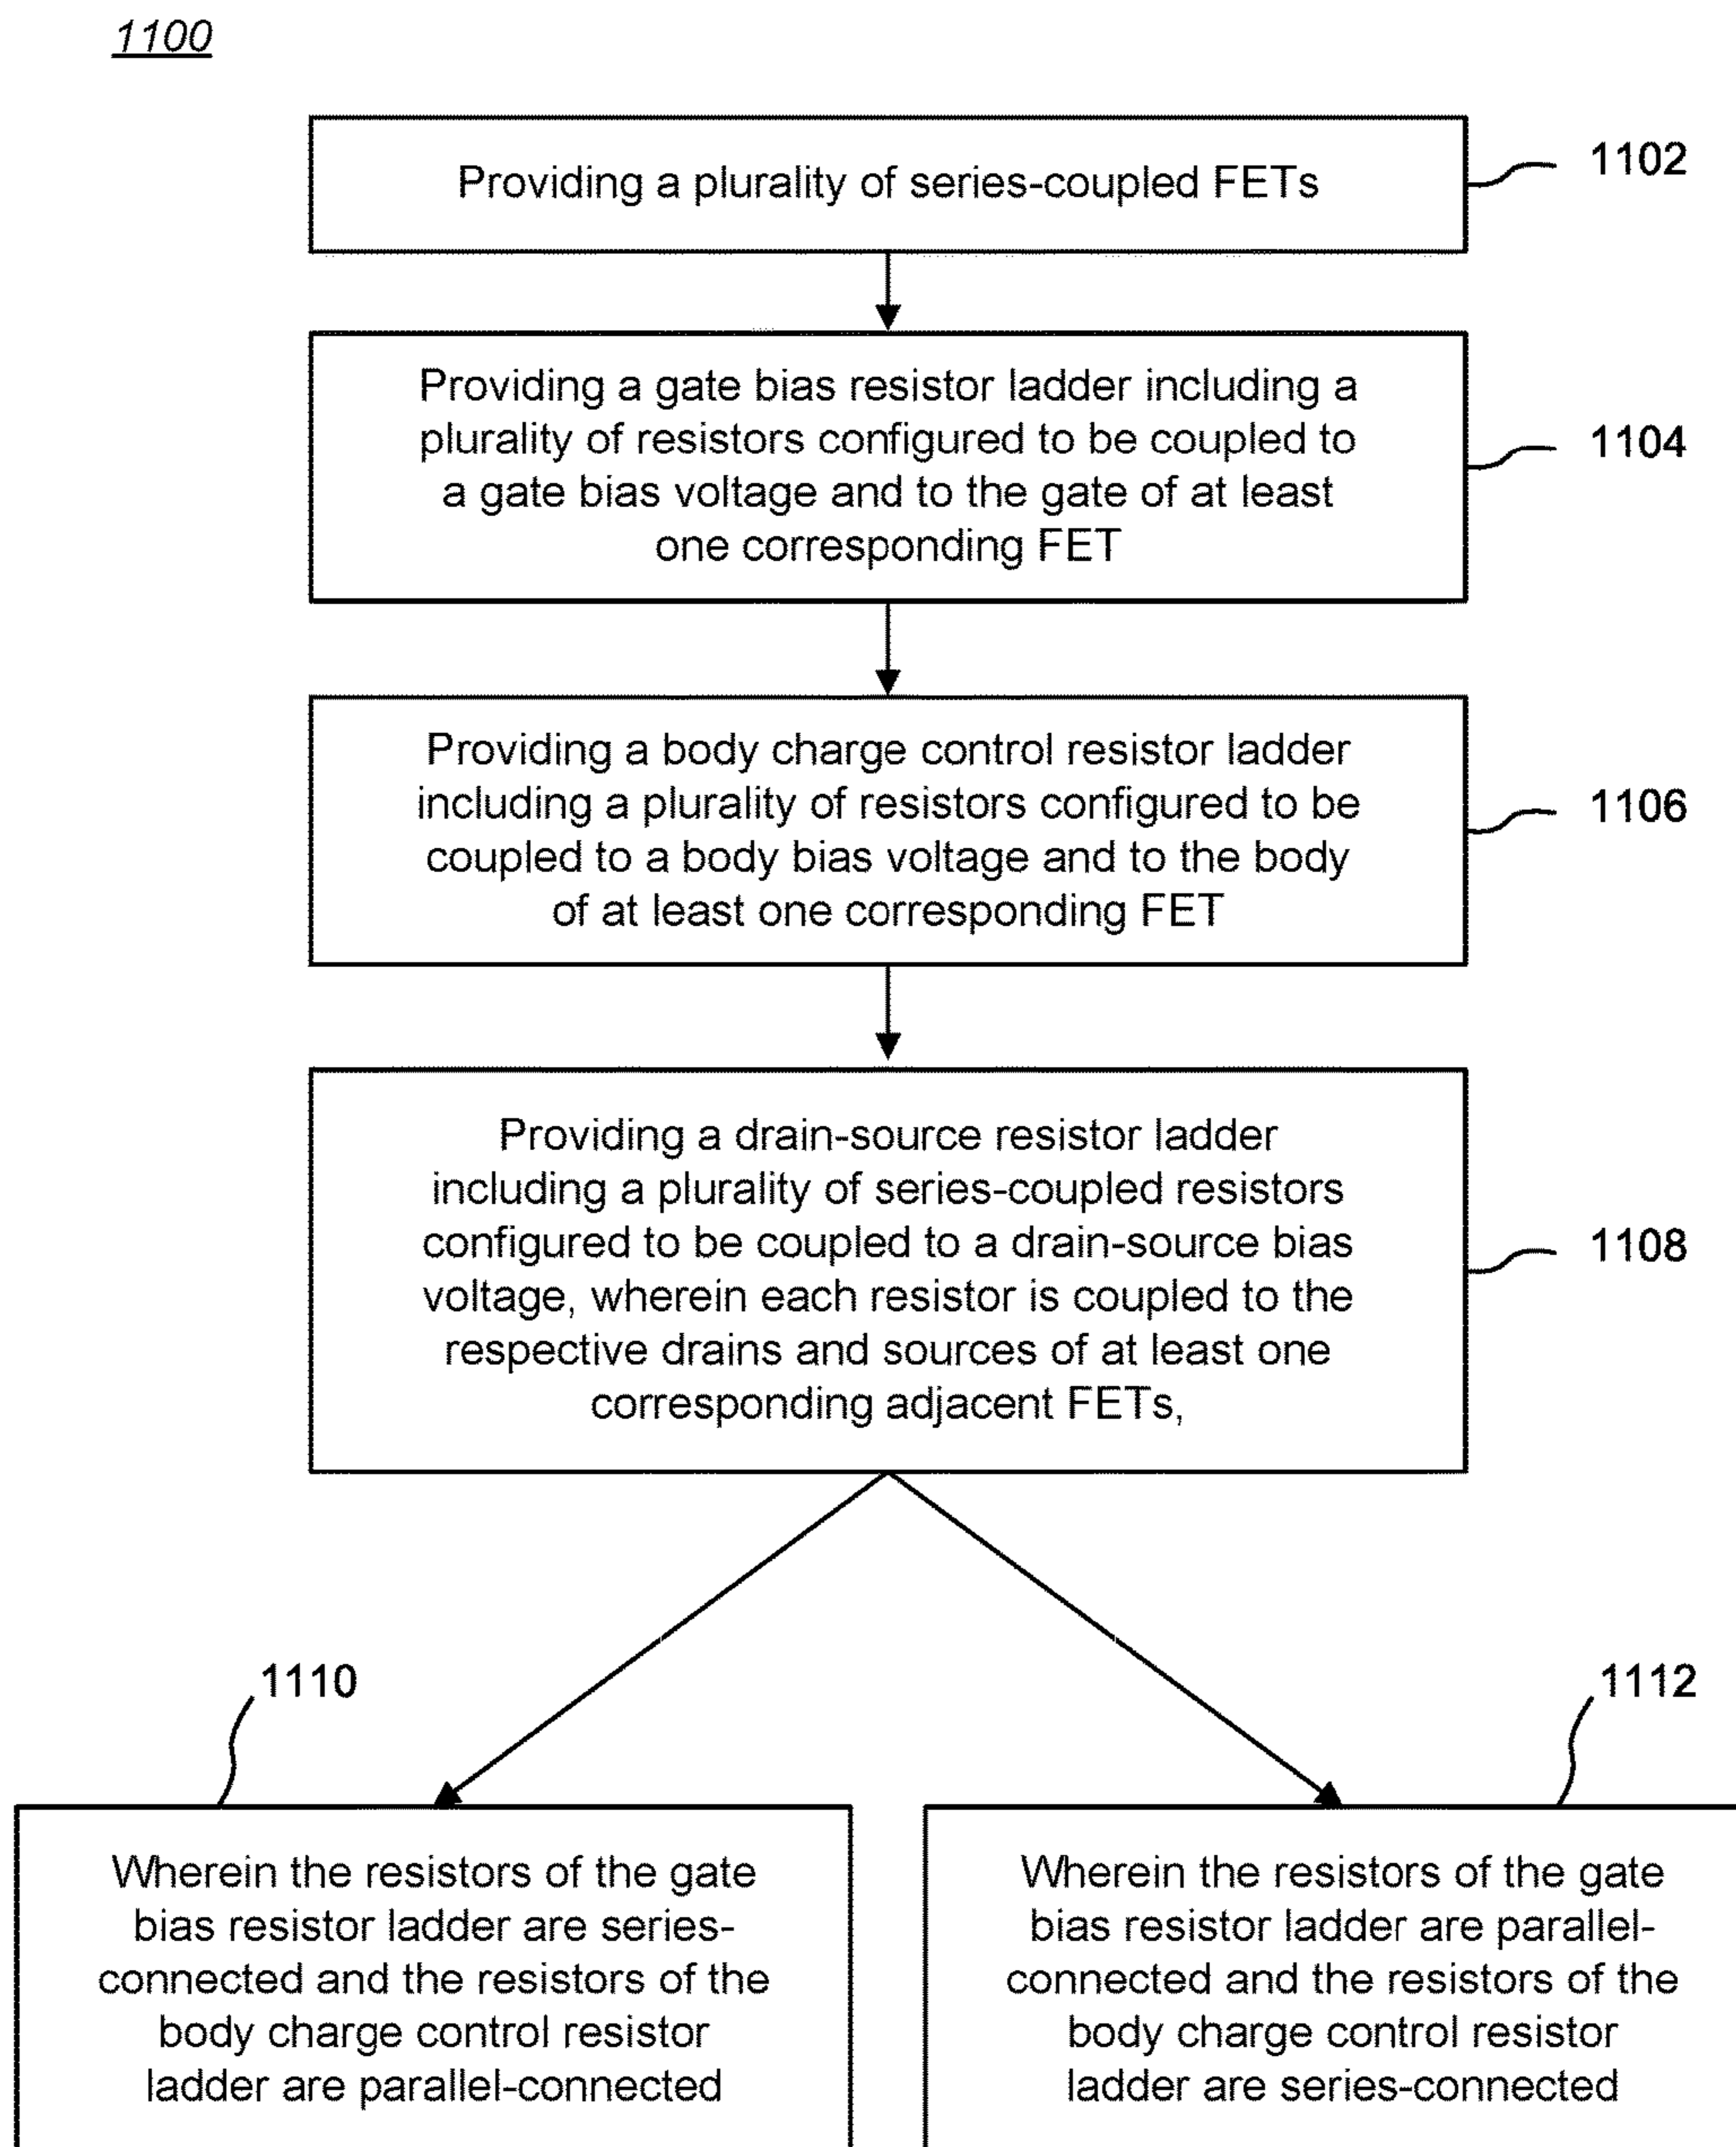 1100
Providing a plurality of series-coupled FETs
1102
Providing a gate bias resistor ladder including a
plurality of resistors configured to be coupled to
a gate bias voltage and to the gate of at least
one corresponding FET
1104
Providing a body charge control resistor ladder
including a plurality of resistors configured to be
coupled to a body bias voltage and to the body
of at least one corresponding FET
1106
Providing a drain-source resistor ladder
including a plurality of series-coupled resistors
configured to be coupled to a drain-source bias
voltage, wherein each resistor is coupled to the
respective drains and sources of at least one
corresponding adjacent FETs,
1108
1110
Wherein the resistors of the gate
bias resistor ladder are series-
connected and the resistors of the
body charge control resistor
ladder are parallel-connected
1112
Wherein the resistors of the gate
bias resistor ladder are parallel-
connected and the resistors of the
body charge control resistor
ladder are series-connected